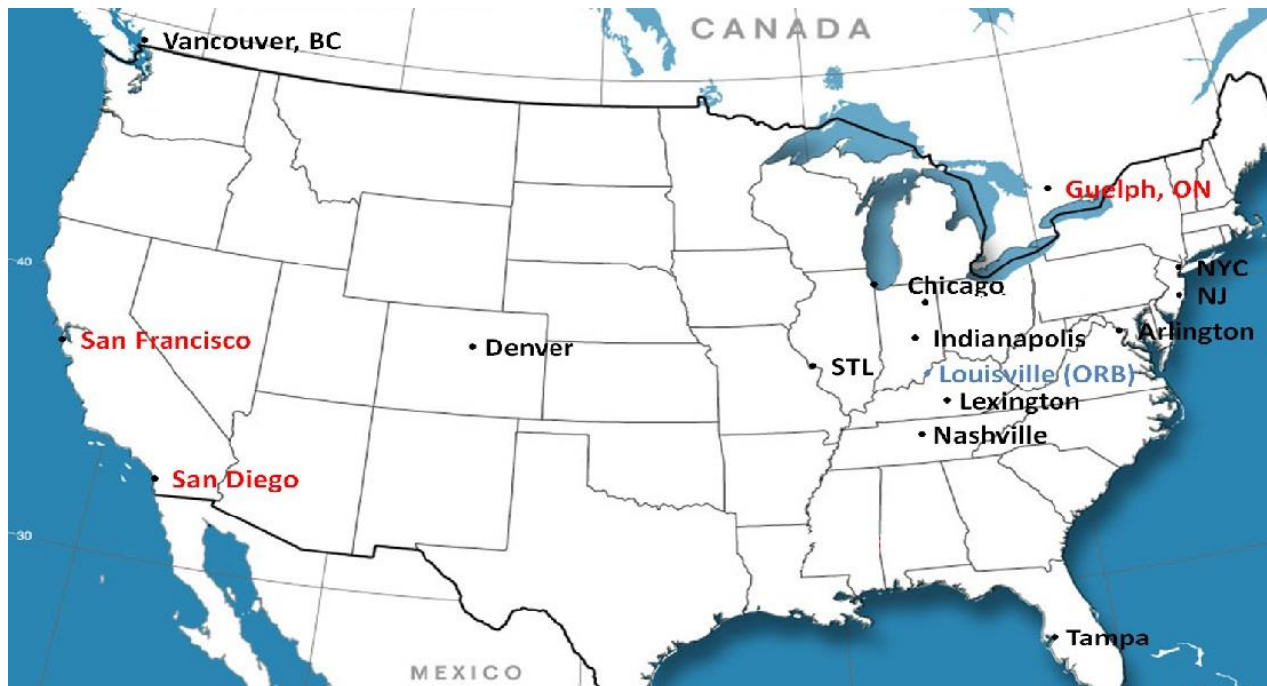 CANADA
Vancouver, BC
Guelph, ON
40
NYC
Chicago
NJ
Arlington
San Francisco
Indianapolis
Denver
STL
Louisville (ORB)
Lexington
Nashville
San Diego
30
Tampa
MEXICO